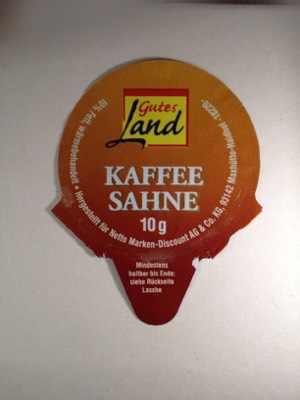 Gutes
Land
KAFFEE
SAHNE
10 g
10% Fett, wärmebehandelt • Hergestellt für Netto Marken-Discount AG & Co. KG, 93142 Maxhütte-Haidhof
Mindestens
haltbar bis Ende:
siehe Rückseite
Lasche